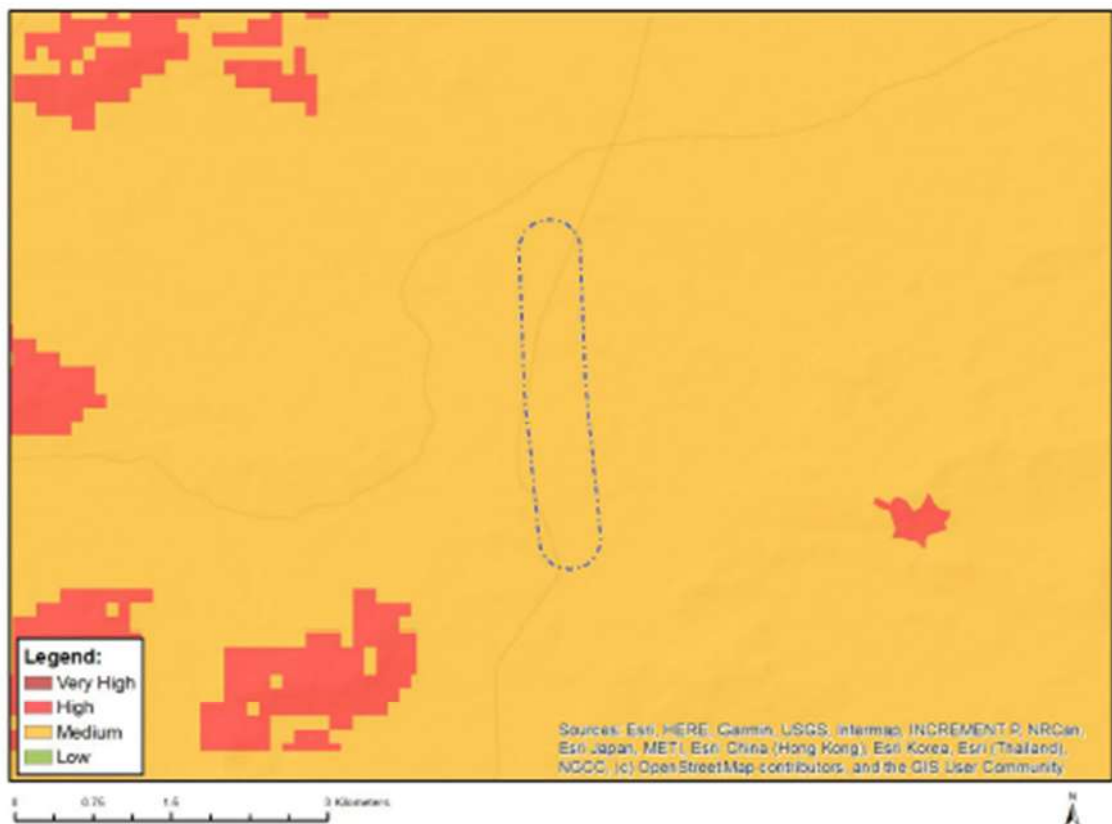 Legend:
Very High
High
Medium
Low
Sources: Esri, HERE, Garmin, USGS, Intermap, INCREMENT P, NRCan,
Esri Japan, METI, Esri China (Hong Kong), Esri Korea, Esri (Thailand),
NGCC, (c) OpenStreetMap contributors, and the GIS User Community
0 0.75 1.5 3 Kilometers
N